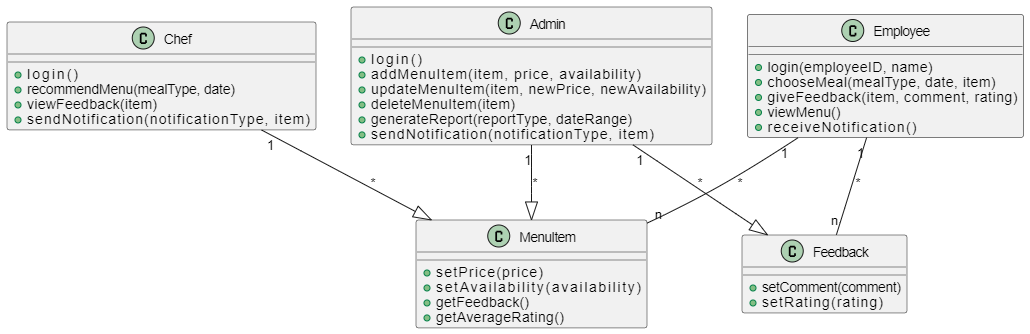 C Chef
login()
recommendMenu(mealType, date)
viewFeedback(item)
sendNotification(notificationType, item)
C Admin
login()
addMenuItem(item, price, availability)
updateMenuItem(item, newPrice, newAvailability)
deleteMenuItem(item)
generateReport(reportType, dateRange)
sendNotification(notificationType, item)
C Employee
login(employeeID, name)
chooseMeal(mealType, date, item)
giveFeedback(item, comment, rating)
viewMenu()
receiveNotification()
1
1
1
1
1
*
*
*
*
*
n
n
C MenuItem
setPrice(price)
setAvailability(availability)
getFeedback()
getAverageRating()
C Feedback
setComment(comment)
setRating(rating)